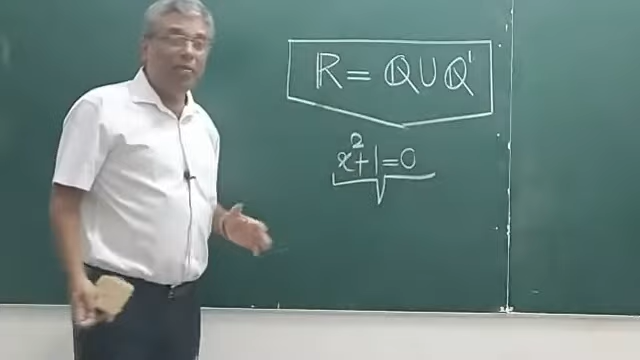 ℝ = ℚ∪ℚ'
x²+1=0